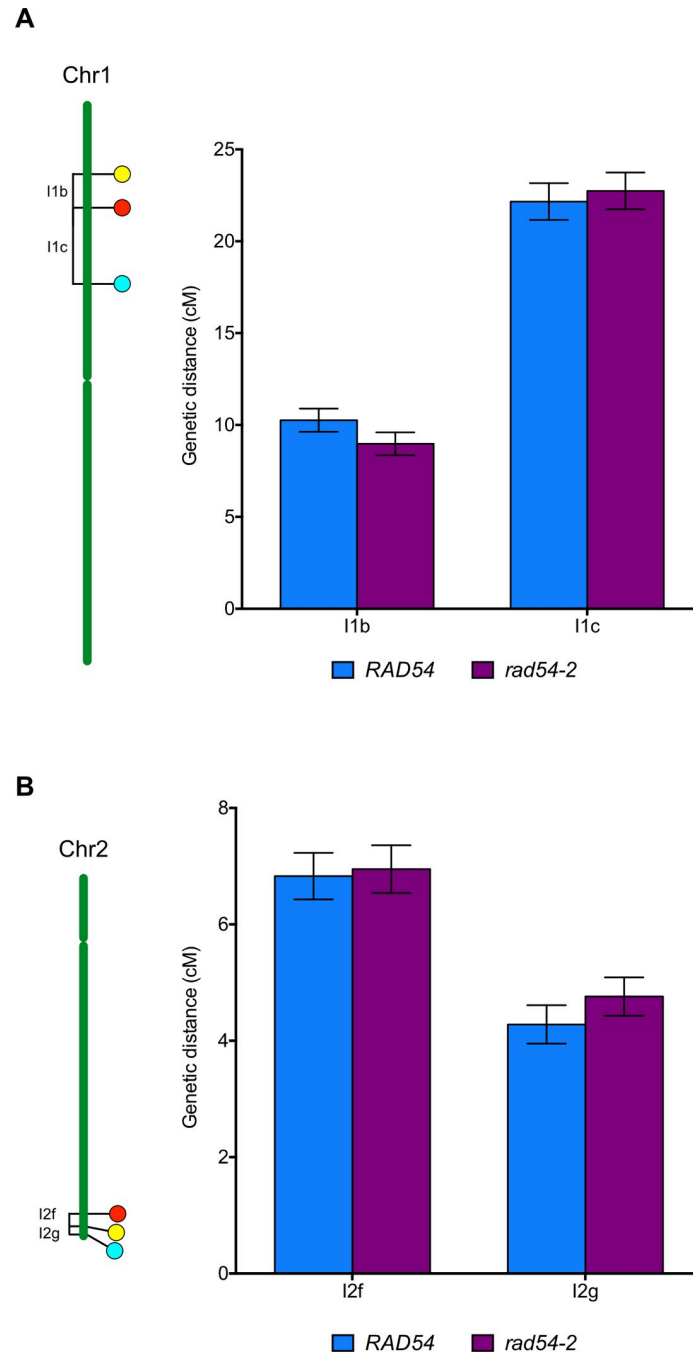 A
Chr1
I1b
I1c
Genetic distance (cM)
25
20
15
10
5
0
I1b I1c
RAD54 rad54-2
B
Chr2
I2f
I2g
Genetic distance (cM)
8
6
4
2
0
I2f I2g
RAD54 rad54-2